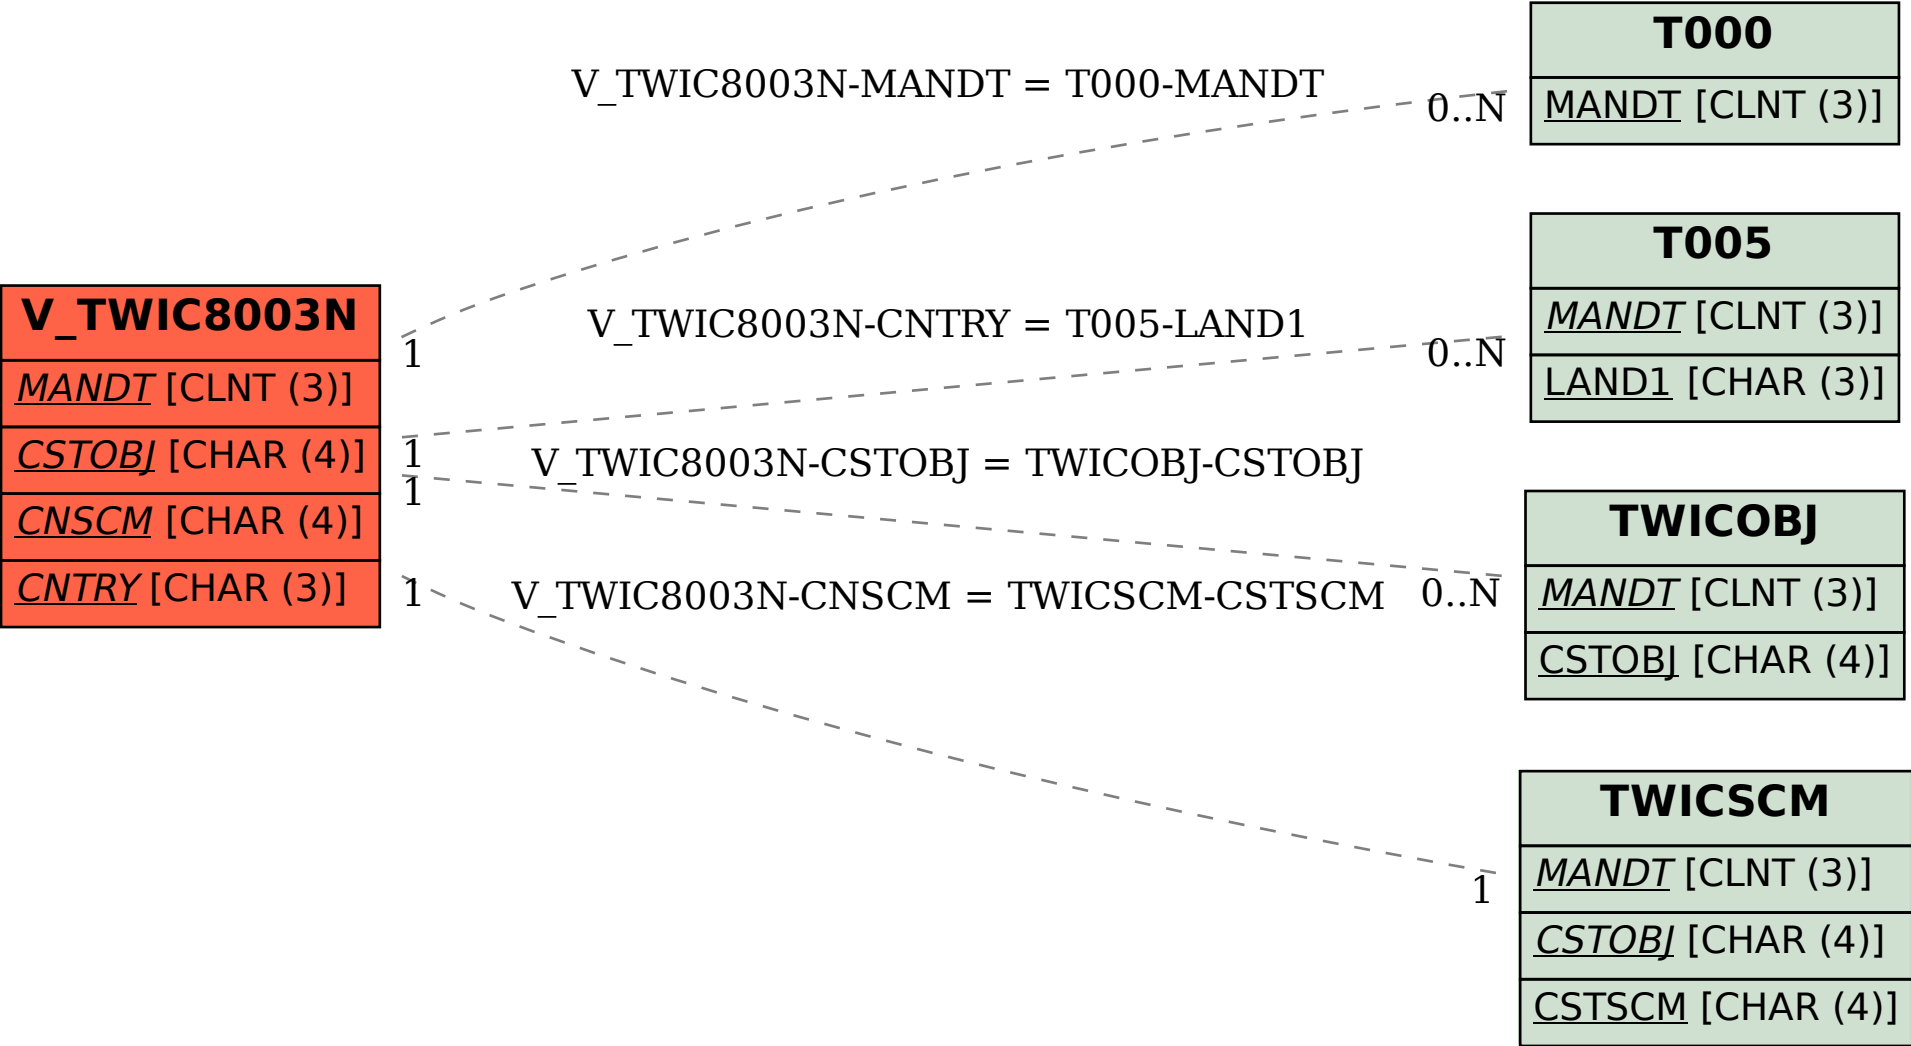 V_TWIC8003N
MANDT [CLNT (3)]
CSTOBJ [CHAR (4)]
CNSCM [CHAR (4)]
CNTRY [CHAR (3)]
V_TWIC8003N-MANDT = T000-MANDT
1
0..N
V_TWIC8003N-CNTRY = T005-LAND1
1
0..N
V_TWIC8003N-CSTOBJ = TWICOBJ-CSTOBJ
1
0..N
V_TWIC8003N-CNSCM = TWICSCM-CSTSCM
1
1
T000
MANDT [CLNT (3)]
T005
MANDT [CLNT (3)]
LAND1 [CHAR (3)]
TWICOBJ
MANDT [CLNT (3)]
CSTOBJ [CHAR (4)]
TWICSCM
MANDT [CLNT (3)]
CSTOBJ [CHAR (4)]
CSTSCM [CHAR (4)]